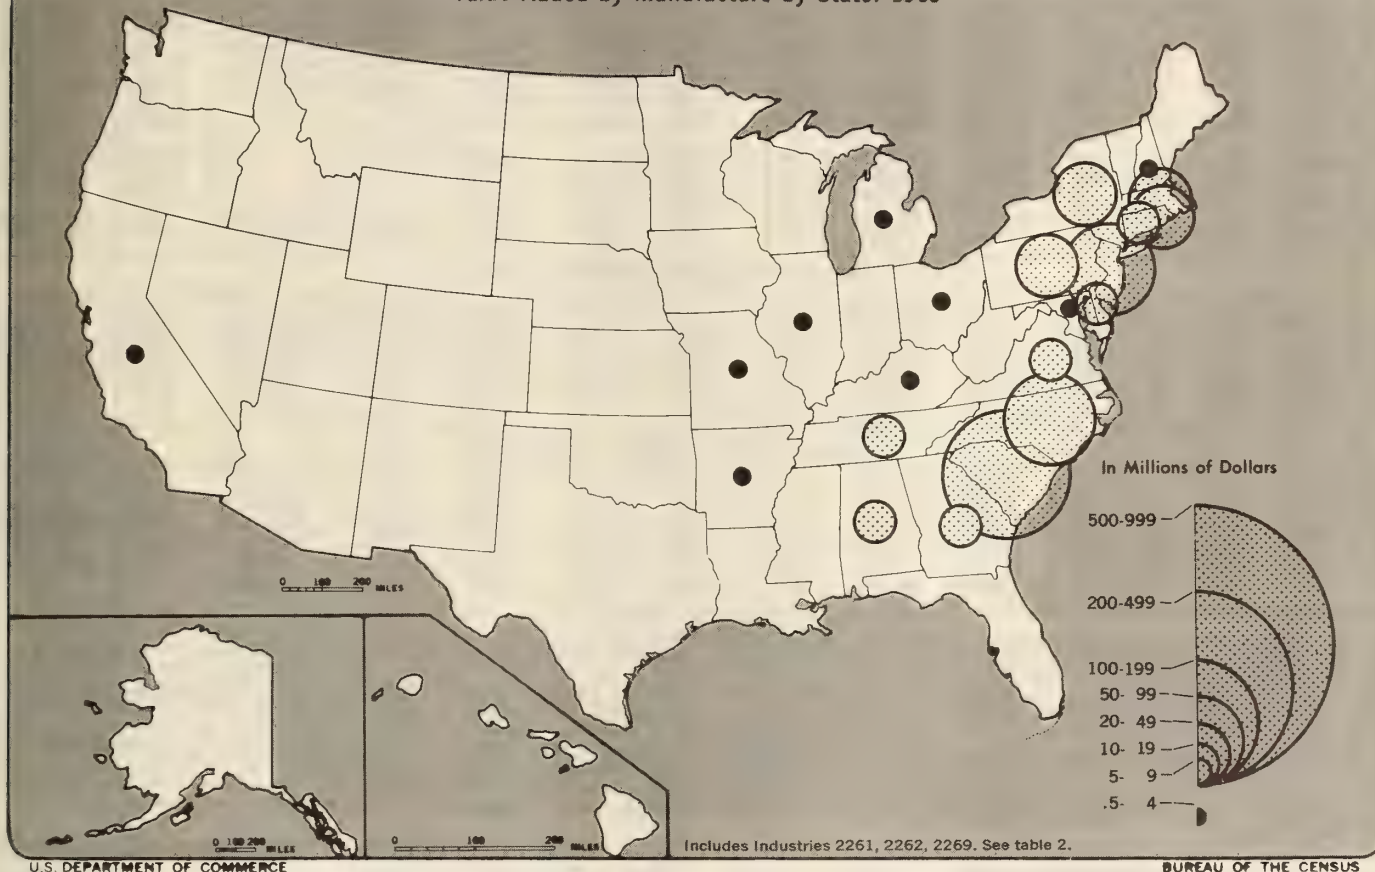 In Millions of Dollars
500-999
200-499
100-199
50- 99
20- 49
10- 19
5- 9
.5- 4
0 100 200 MILES
0 100 200 MILES
0 100 200 MILES
Includes Industries 2261, 2262, 2269. See table 2.
U.S. DEPARTMENT OF COMMERCE
BUREAU OF THE CENSUS